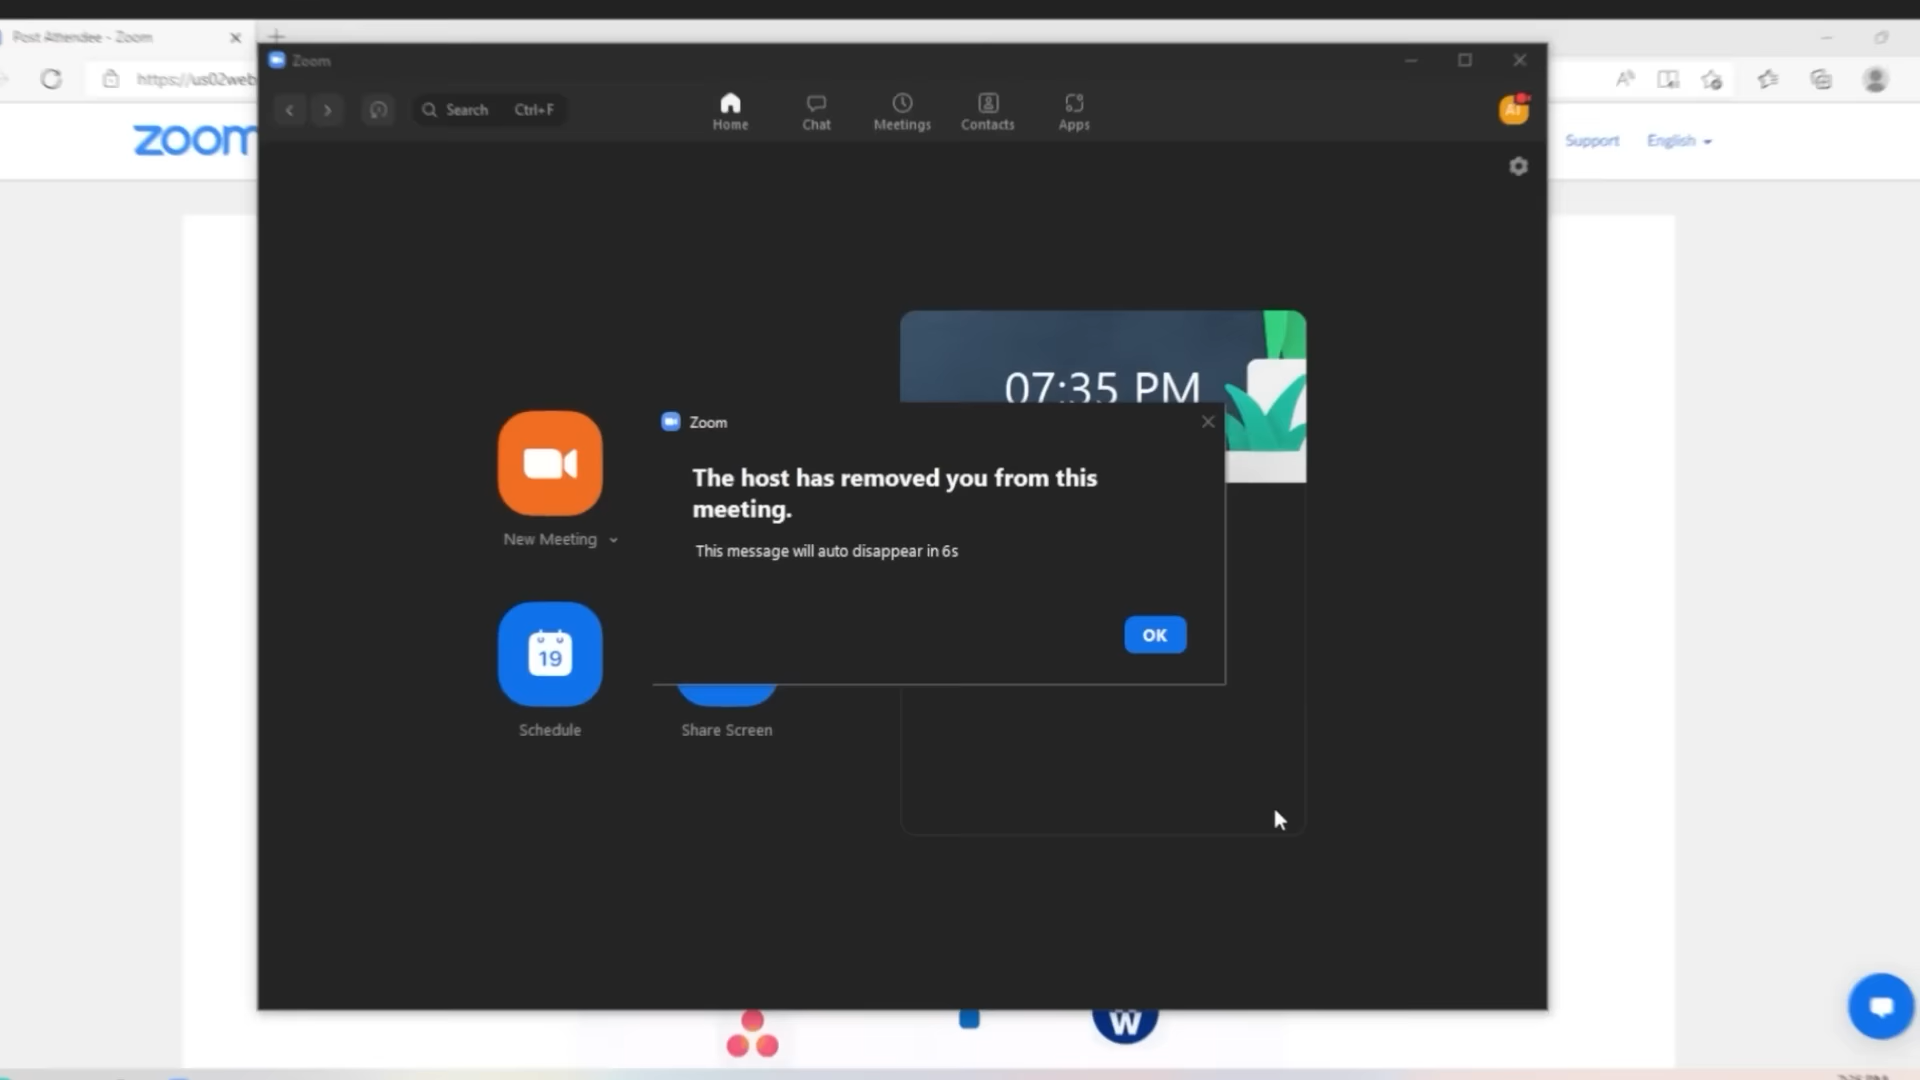 Post Attendee - Zoom
https://us02web
zoom
Support
English
Zoom
Search Ctrl+F
Home
Chat
Meetings
Contacts
Apps
07:35 PM
Zoom
The host has removed you from this
meeting.
This message will auto disappear in 6s
OK
New Meeting
19
Schedule
Share Screen
W